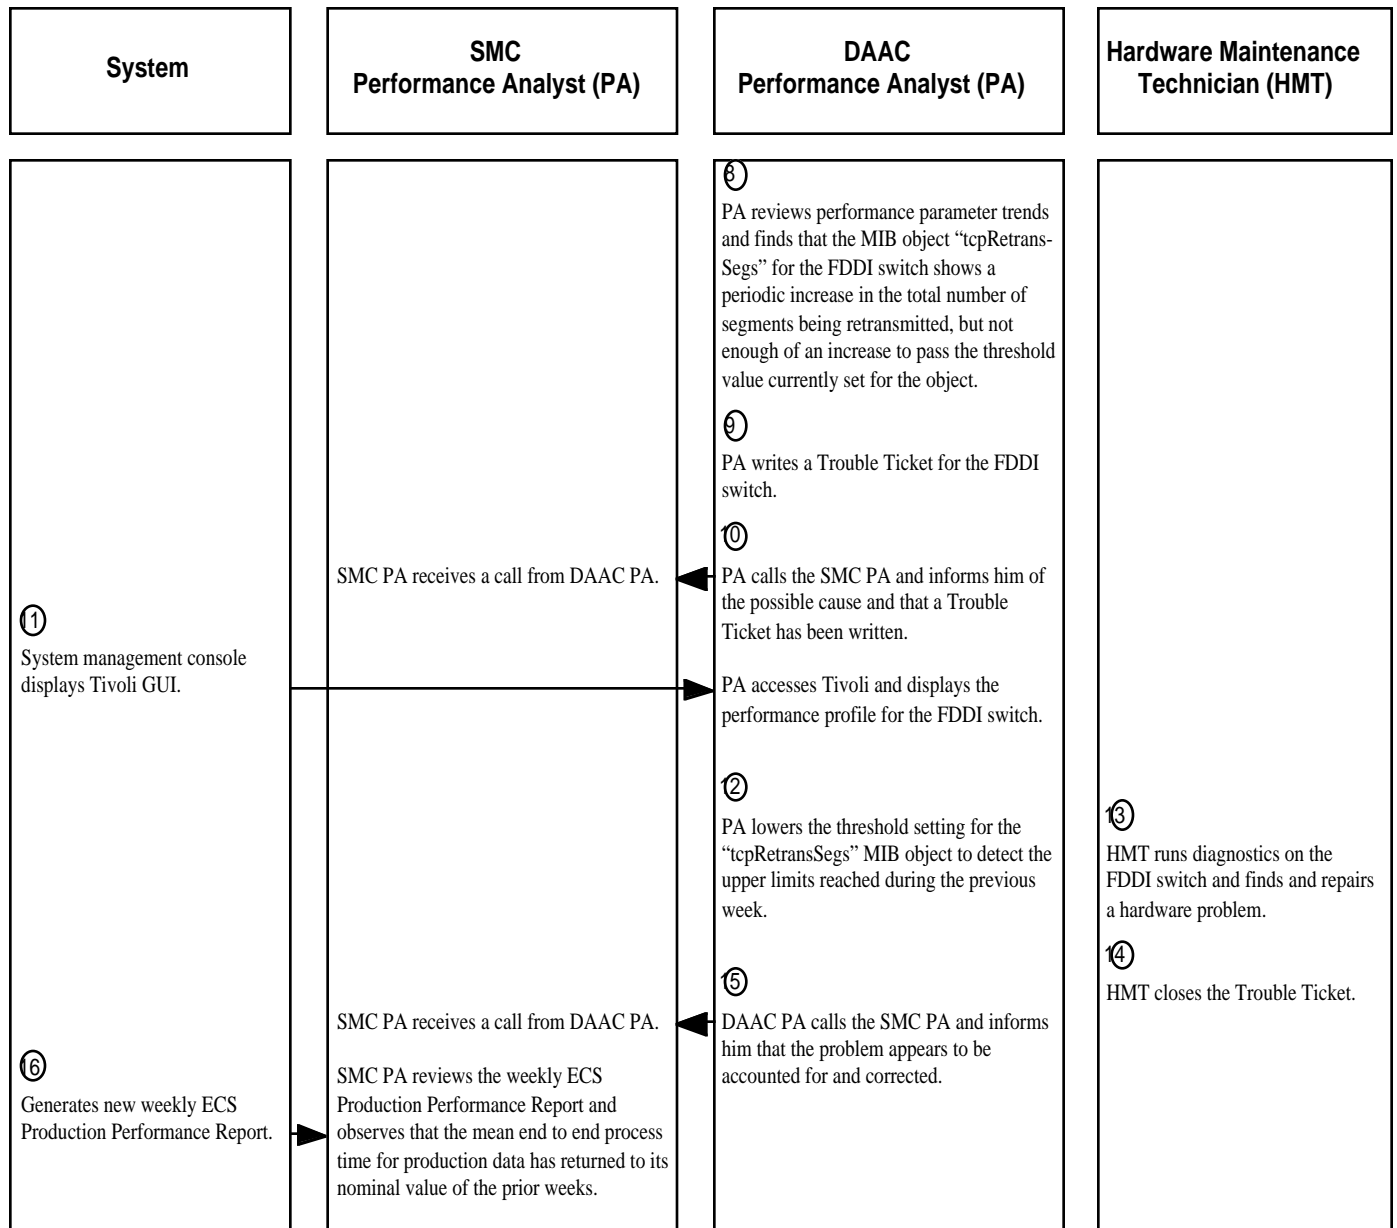 System
SMC
Performance Analyst (PA)
DAAC
Performance Analyst (PA)
Hardware Maintenance
Technician (HMT)
8
PA reviews performance parameter trends
and finds that the MIB object “tcpRetrans-
Segs” for the FDDI switch shows a
periodic increase in the total number of
segments being retransmitted, but not
enough of an increase to pass the threshold
value currently set for the object.
9
PA writes a Trouble Ticket for the FDDI
switch.
10
SMC PA receives a call from DAAC PA.
PA calls the SMC PA and informs him of
the possible cause and that a Trouble
Ticket has been written.
11
System management console
displays Tivoli GUI.
PA accesses Tivoli and displays the
performance profile for the FDDI switch.
12
PA lowers the threshold setting for the
“tcpRetransSegs” MIB object to detect the
upper limits reached during the previous
week.
13
HMT runs diagnostics on the
FDDI switch and finds and repairs
a hardware problem.
14
HMT closes the Trouble Ticket.
15
SMC PA receives a call from DAAC PA.
DAAC PA calls the SMC PA and informs
him that the problem appears to be
accounted for and corrected.
16
Generates new weekly ECS
Production Performance Report.
SMC PA reviews the weekly ECS
Production Performance Report and
observes that the mean end to end process
time for production data has returned to its
nominal value of the prior weeks.